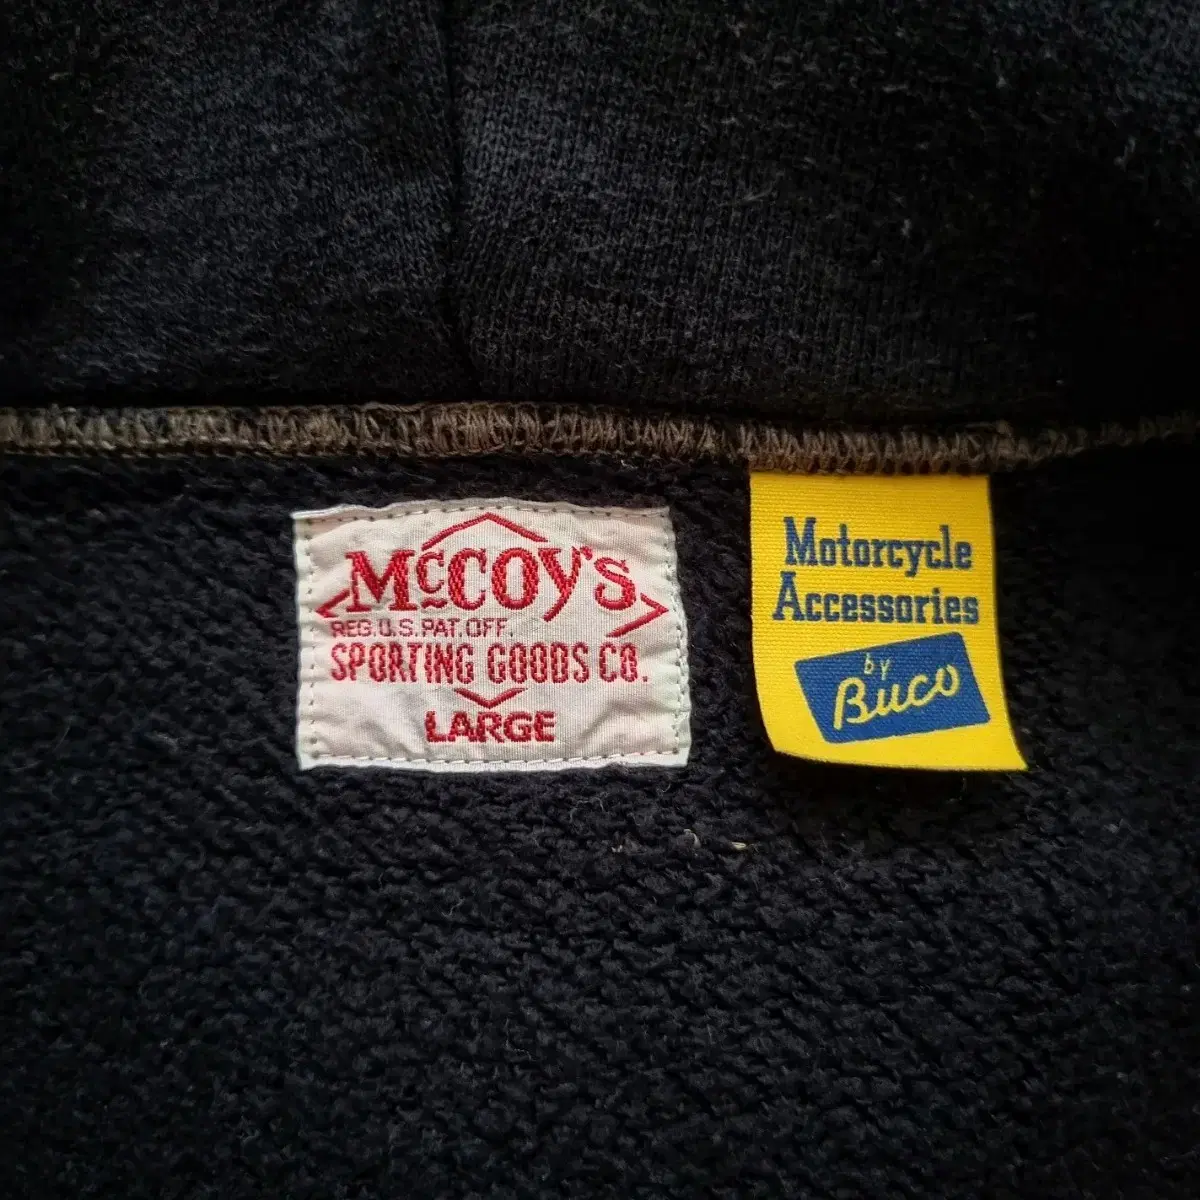 McCOY's
REG.U.S.PAT.OFF.
SPORTING GOODS CO.
LARGE
Motorcycle
Accessories
by
Buco